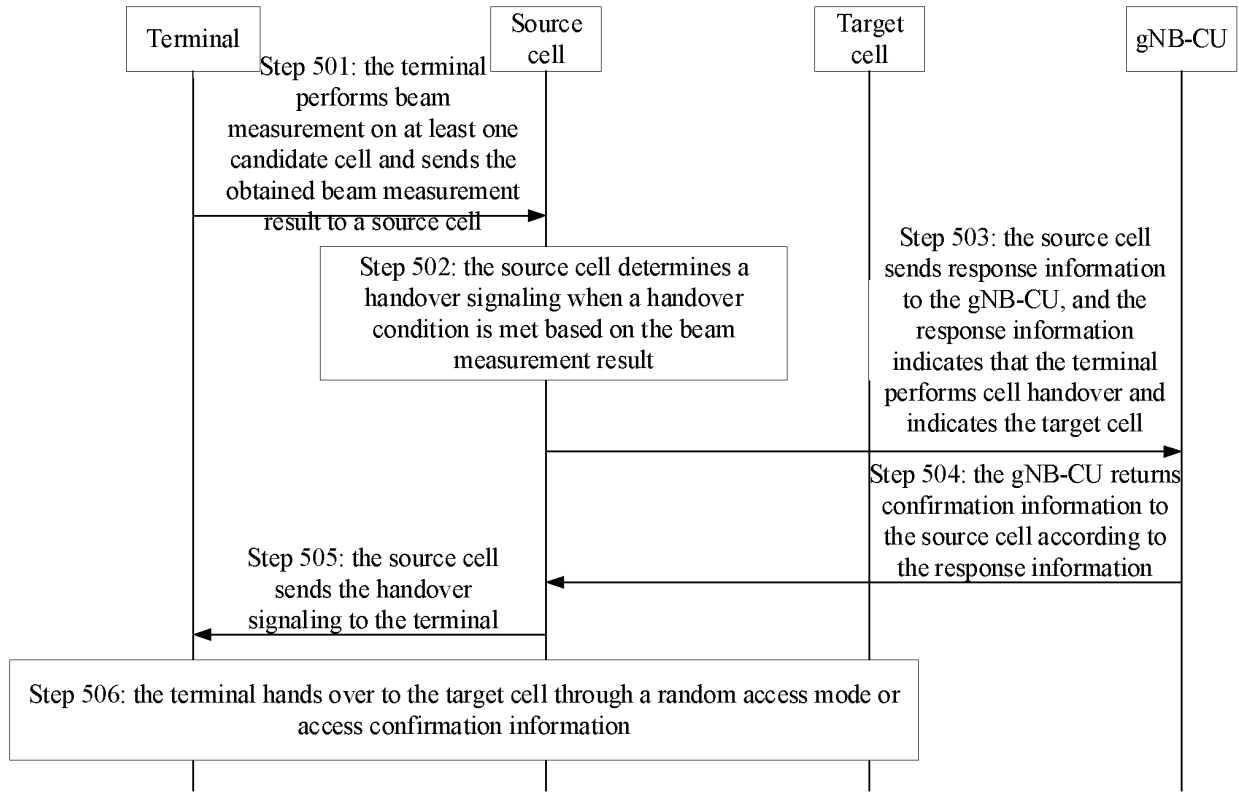 Terminal
Source
cell
Target
cell
gNB-CU
Step 501: the terminal
performs beam
measurement on at least one
candidate cell and sends the
obtained beam measurement
result to a source cell
Step 502: the source cell determines a
handover signaling when a handover
condition is met based on the beam
measurement result
Step 503: the source cell
sends response information
to the gNB-CU, and the
response information
indicates that the terminal
performs cell handover and
indicates the target cell
Step 504: the gNB-CU returns
confirmation information to
the source cell according to
the response information
Step 505: the source cell
sends the handover
signaling to the terminal
Step 506: the terminal hands over to the target cell through a random access mode or
access confirmation information